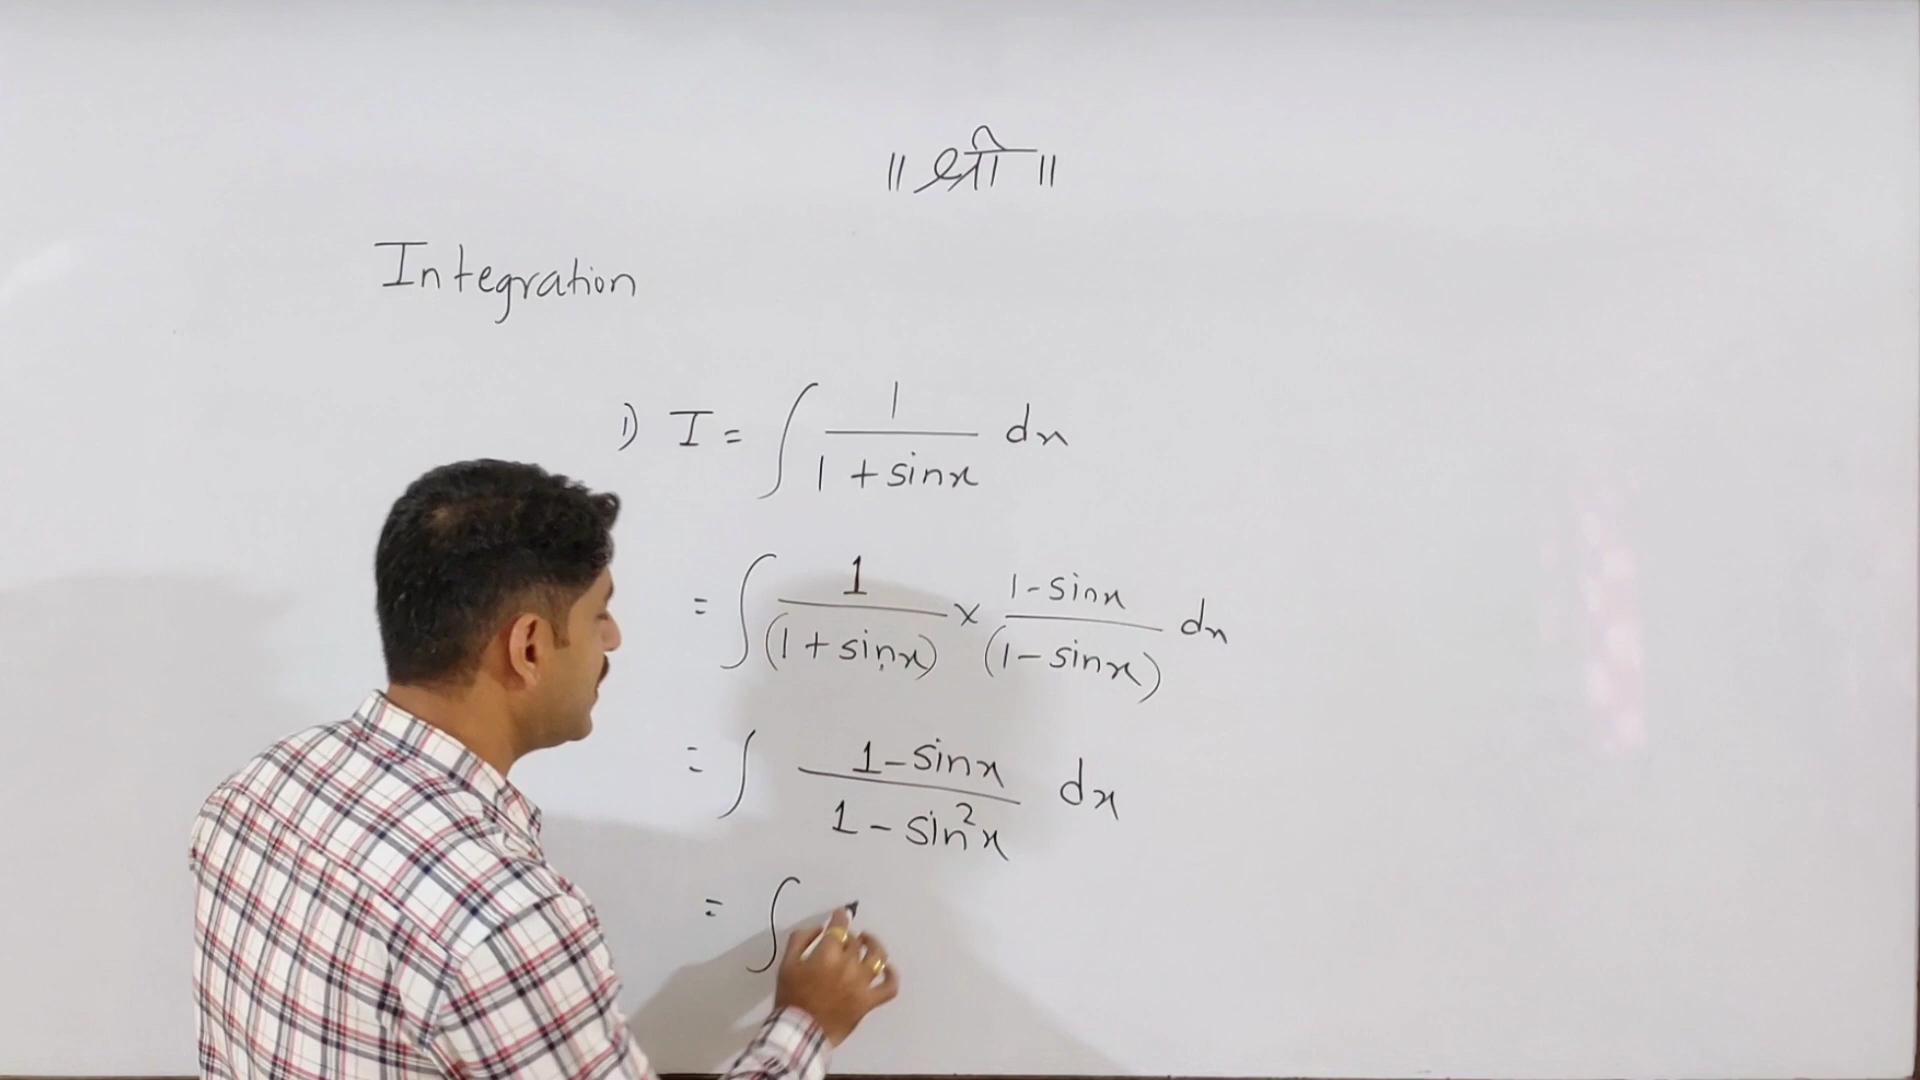 ॥ श्री ॥
Integration
1) I = ∫ 1/(1 + sinx) dx
= ∫ 1/(1 + sinx) × (1 - sinx)/(1 - sinx) dx
= ∫ (1 - sinx)/(1 - sin²x) dx
= ∫